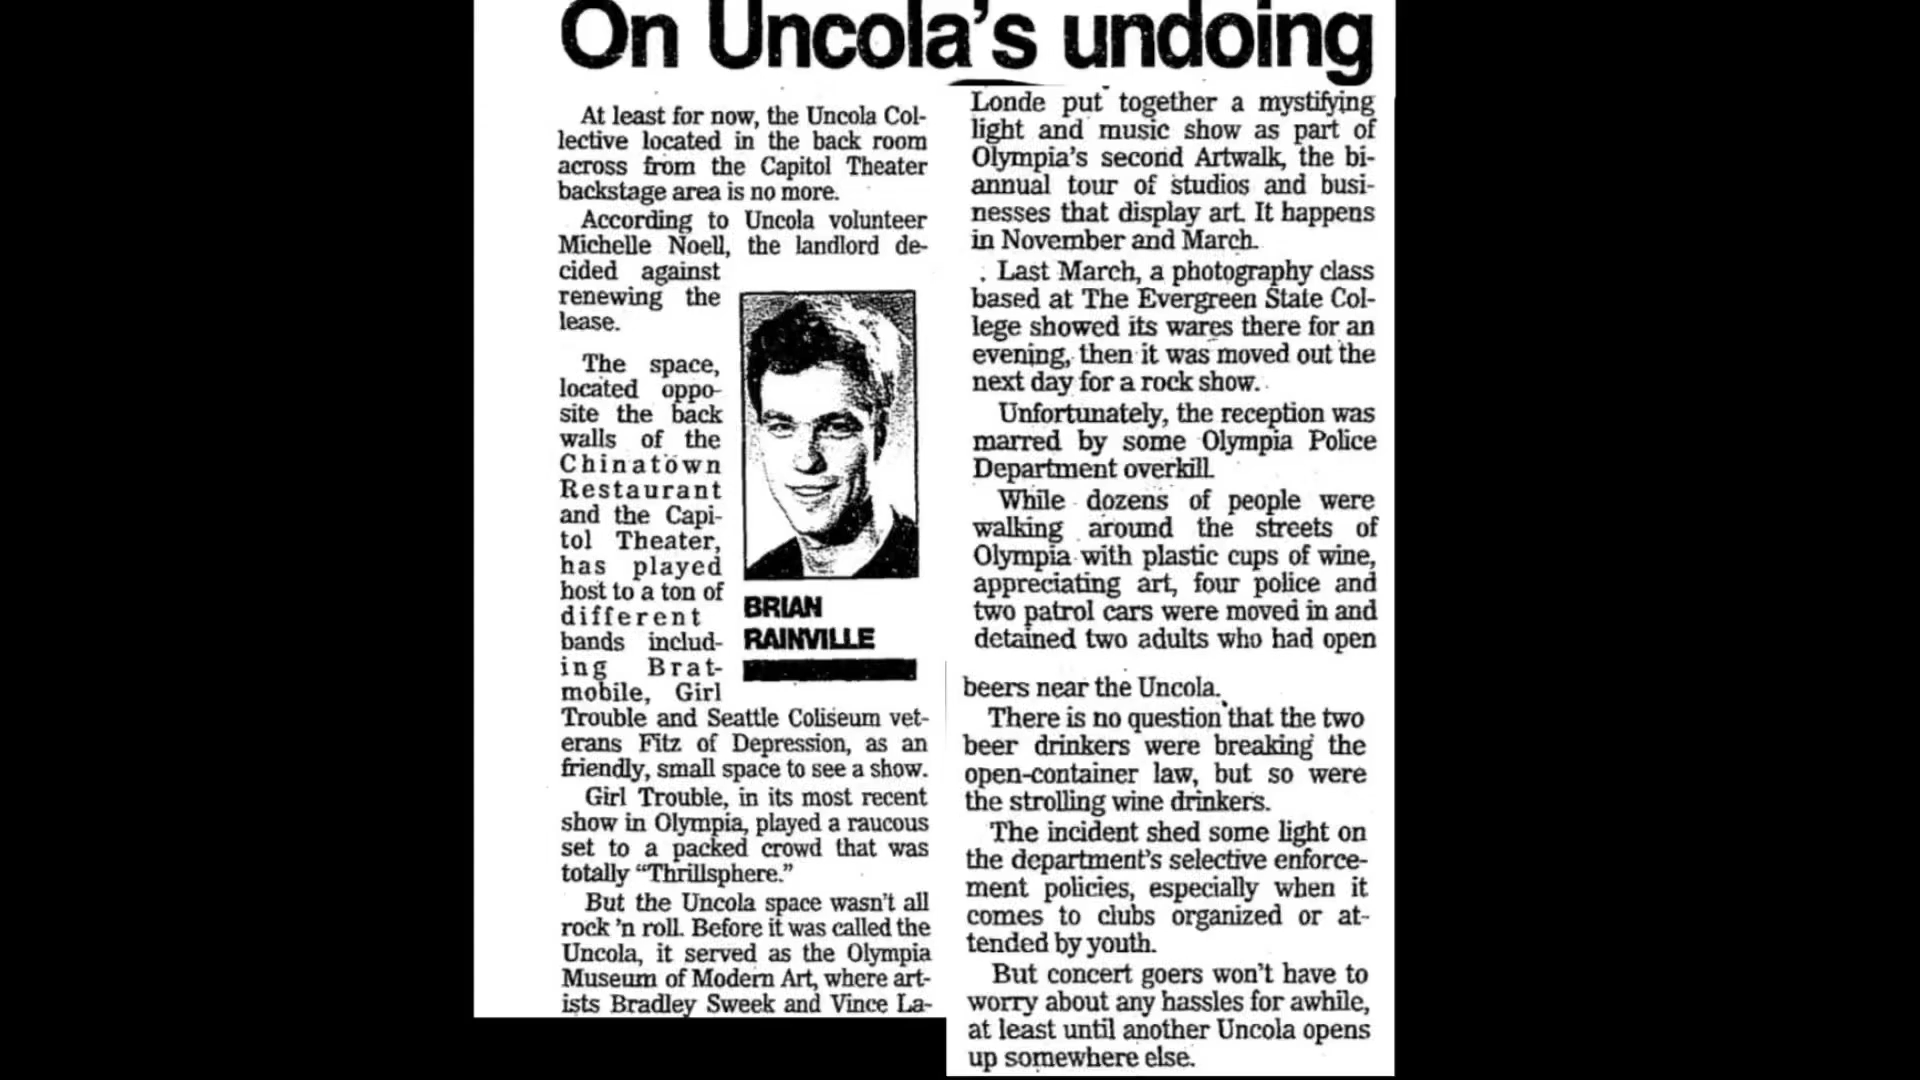 On Uncola's undoing
At least for now, the Uncola Col-
lective located in the back room
across from the Capitol Theater
backstage area is no more.
According to Uncola volunteer
Michelle Noell, the landlord de-
cided against
renewing the
lease.
The space,
located oppo-
site the back
walls of the
Chinatown
Restaurant
and the Capi-
tol Theater,
has played
host to a ton of
different
bands includ-
ing Brat-
mobile, Girl
Trouble and Seattle Coliseum vet-
erans Fitz of Depression, as an
friendly, small space to see a show.
Girl Trouble, in its most recent
show in Olympia, played a raucous
set to a packed crowd that was
totally "Thrillsphere."
But the Uncola space wasn't all
rock 'n roll. Before it was called the
Uncola, it served as the Olympia
Museum of Modern Art, where art-
ists Bradley Sweek and Vince La-
BRIAN
RAINVILLE
Londe put together a mystifying
light and music show as part of
Olympia's second Artwalk, the bi-
annual tour of studios and busi-
nesses that display art. It happens
in November and March.
Last March, a photography class
based at The Evergreen State Col-
lege showed its wares there for an
evening, then it was moved out the
next day for a rock show.
Unfortunately, the reception was
marred by some Olympia Police
Department overkill.
While dozens of people were
walking around the streets of
Olympia with plastic cups of wine,
appreciating art, four police and
two patrol cars were moved in and
detained two adults who had open
beers near the Uncola.
There is no question that the two
beer drinkers were breaking the
open-container law, but so were
the strolling wine drinkers.
The incident shed some light on
the department's selective enforce-
ment policies, especially when it
comes to clubs organized or at-
tended by youth.
But concert goers won't have to
worry about any hassles for awhile,
at least until another Uncola opens
up somewhere else.